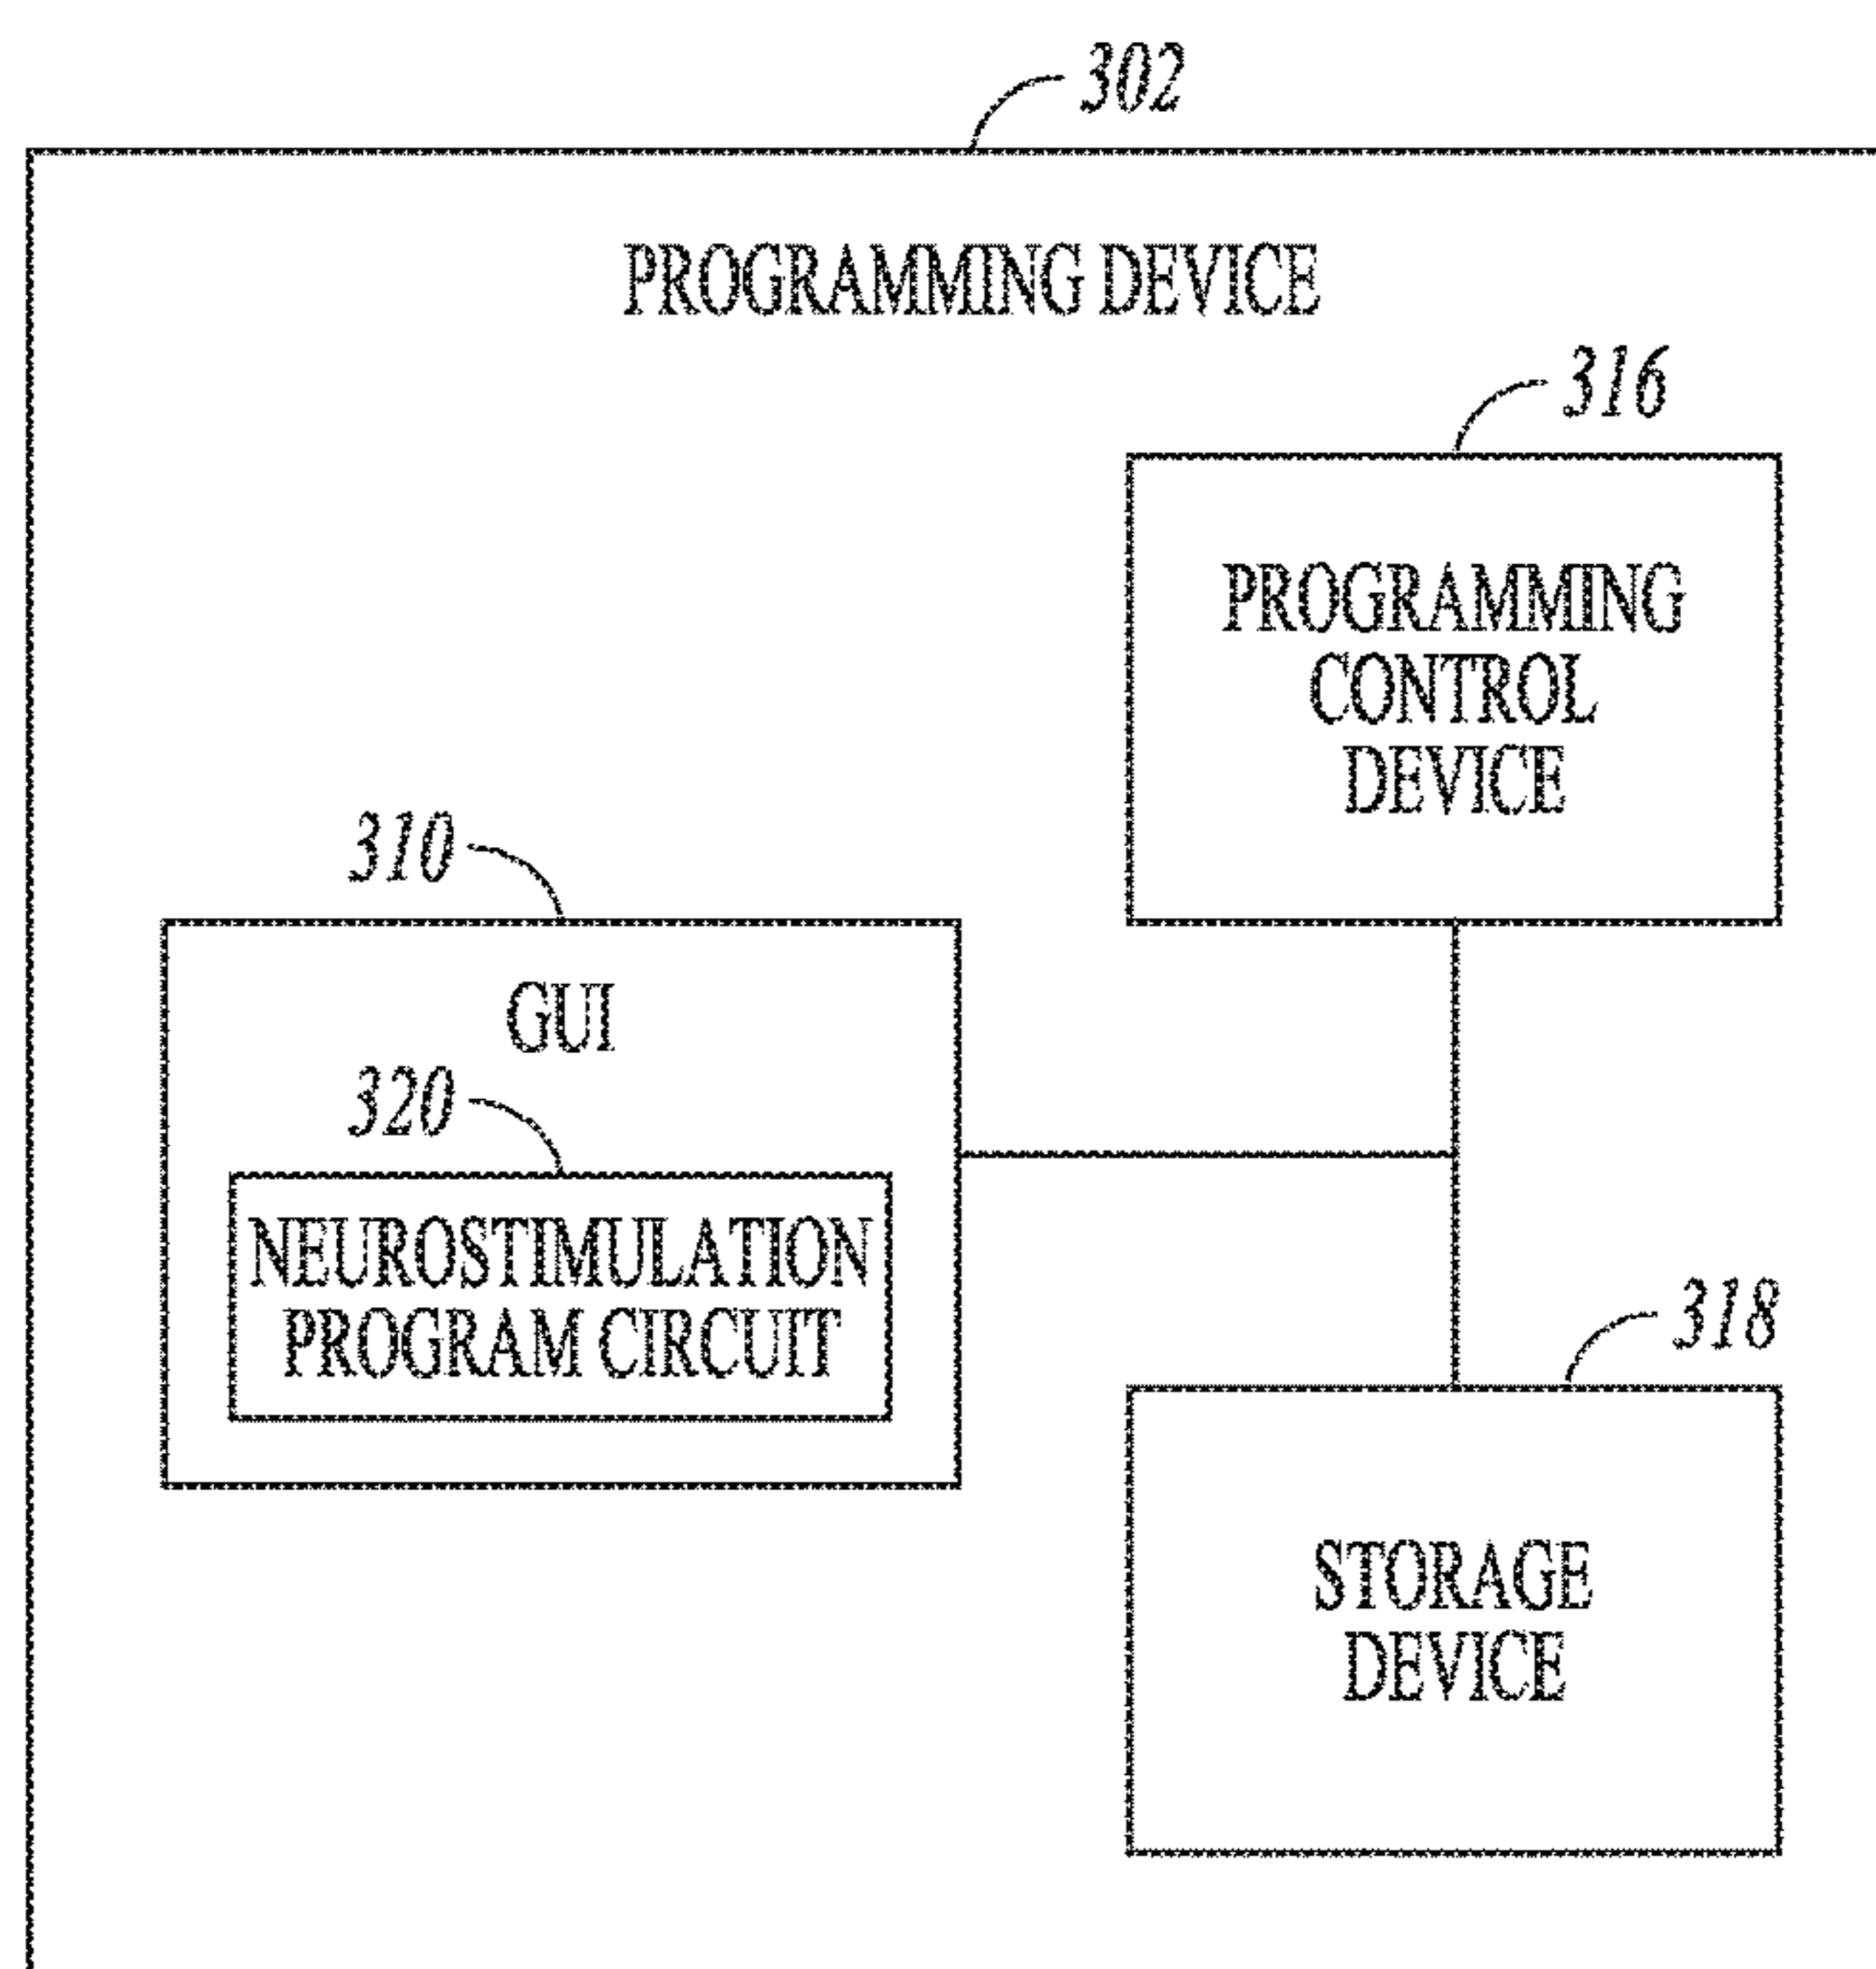 302
PROGRAMMING DEVICE
316
PROGRAMMING
CONTROL
DEVICE
310
GUI
320
NEUROSTIMULATION
PROGRAM CIRCUIT
318
STORAGE
DEVICE